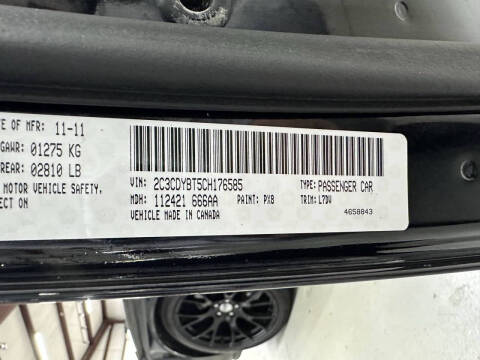 TE OF MFR: 11-11
GAWR: 01275 KG
REAR: 02810 LB
MOTOR VEHICLE SAFETY,
ECT ON
VIN: 2C3CDYBT5CH176585 TYPE: PASSENGER CAR
MDH: 112421 666AA PAINT: PX8 TRIM: L7DV
VEHICLE MADE IN CANADA 4658043